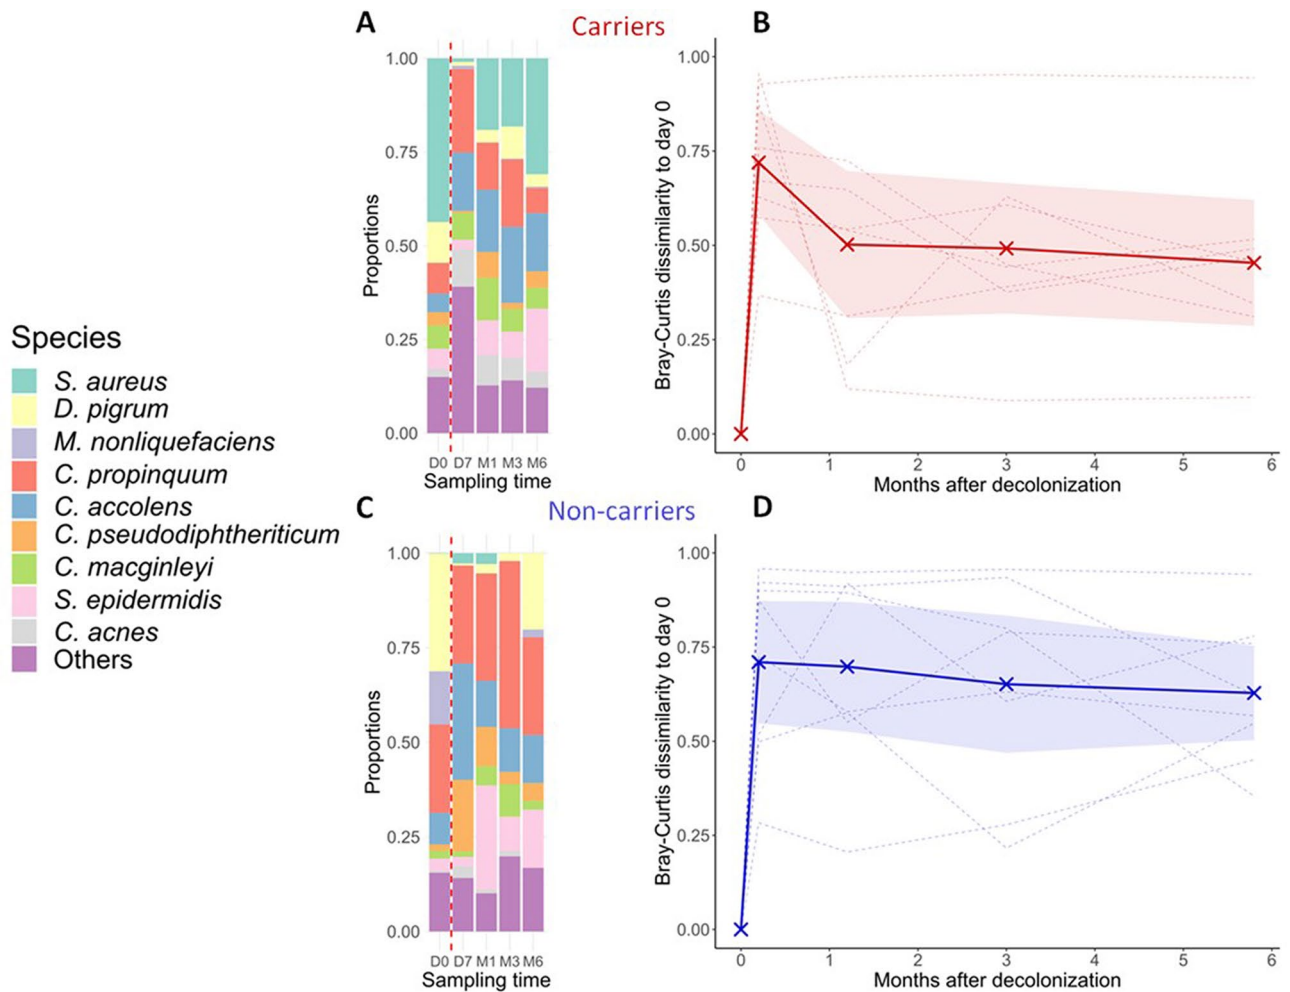 Species
S. aureus
D. pigrum
M. nonliquefaciens
C. propinquum
C. accolens
C. pseudodiphtheriticum
C. macginleyi
S. epidermidis
C. acnes
Others
A
Carriers
B
1.00
0.75
0.50
0.25
0.00
Proportions
D0 D7 M1 M3 M6
Sampling time
1.00
0.75
0.50
0.25
0.00
Bray-Curtis dissimilarity to day 0
0 1 2 3 4 5 6
Months after decolonization
C
Non-carriers
D
1.00
0.75
0.50
0.25
0.00
Proportions
D0 D7 M1 M3 M6
Sampling time
1.00
0.75
0.50
0.25
0.00
Bray-Curtis dissimilarity to day 0
0 1 2 3 4 5 6
Months after decolonization